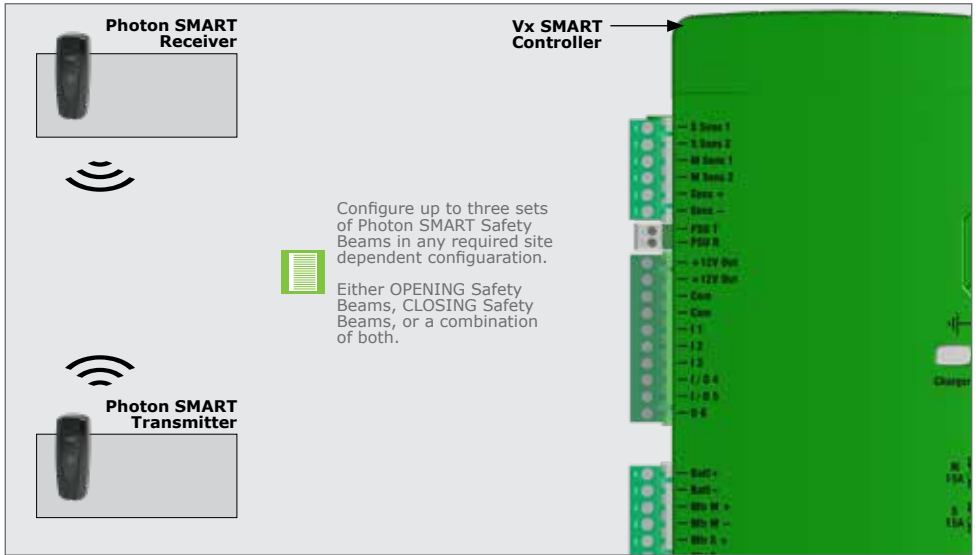 Photon SMART
Receiver
Vx SMART
Controller
Configure up to three sets
of Photon SMART Safety
Beams in any required site
dependent configuaration.
Either OPENING Safety
Beams, CLOSING Safety
Beams, or a combination
of both.
Photon SMART
Transmitter
S Sens 1
S Sens 2
M Sens 1
M Sens 2
Sens +
Sens –
PSU T
PSU R
+12V Out
+12V Out
Com
Com
I 1
I 2
I 3
I / O 4
I / O 5
O 6
Charger
Batt+
Batt–
Mtr M +
Mtr M –
Mtr S +
M
15A
S
15A